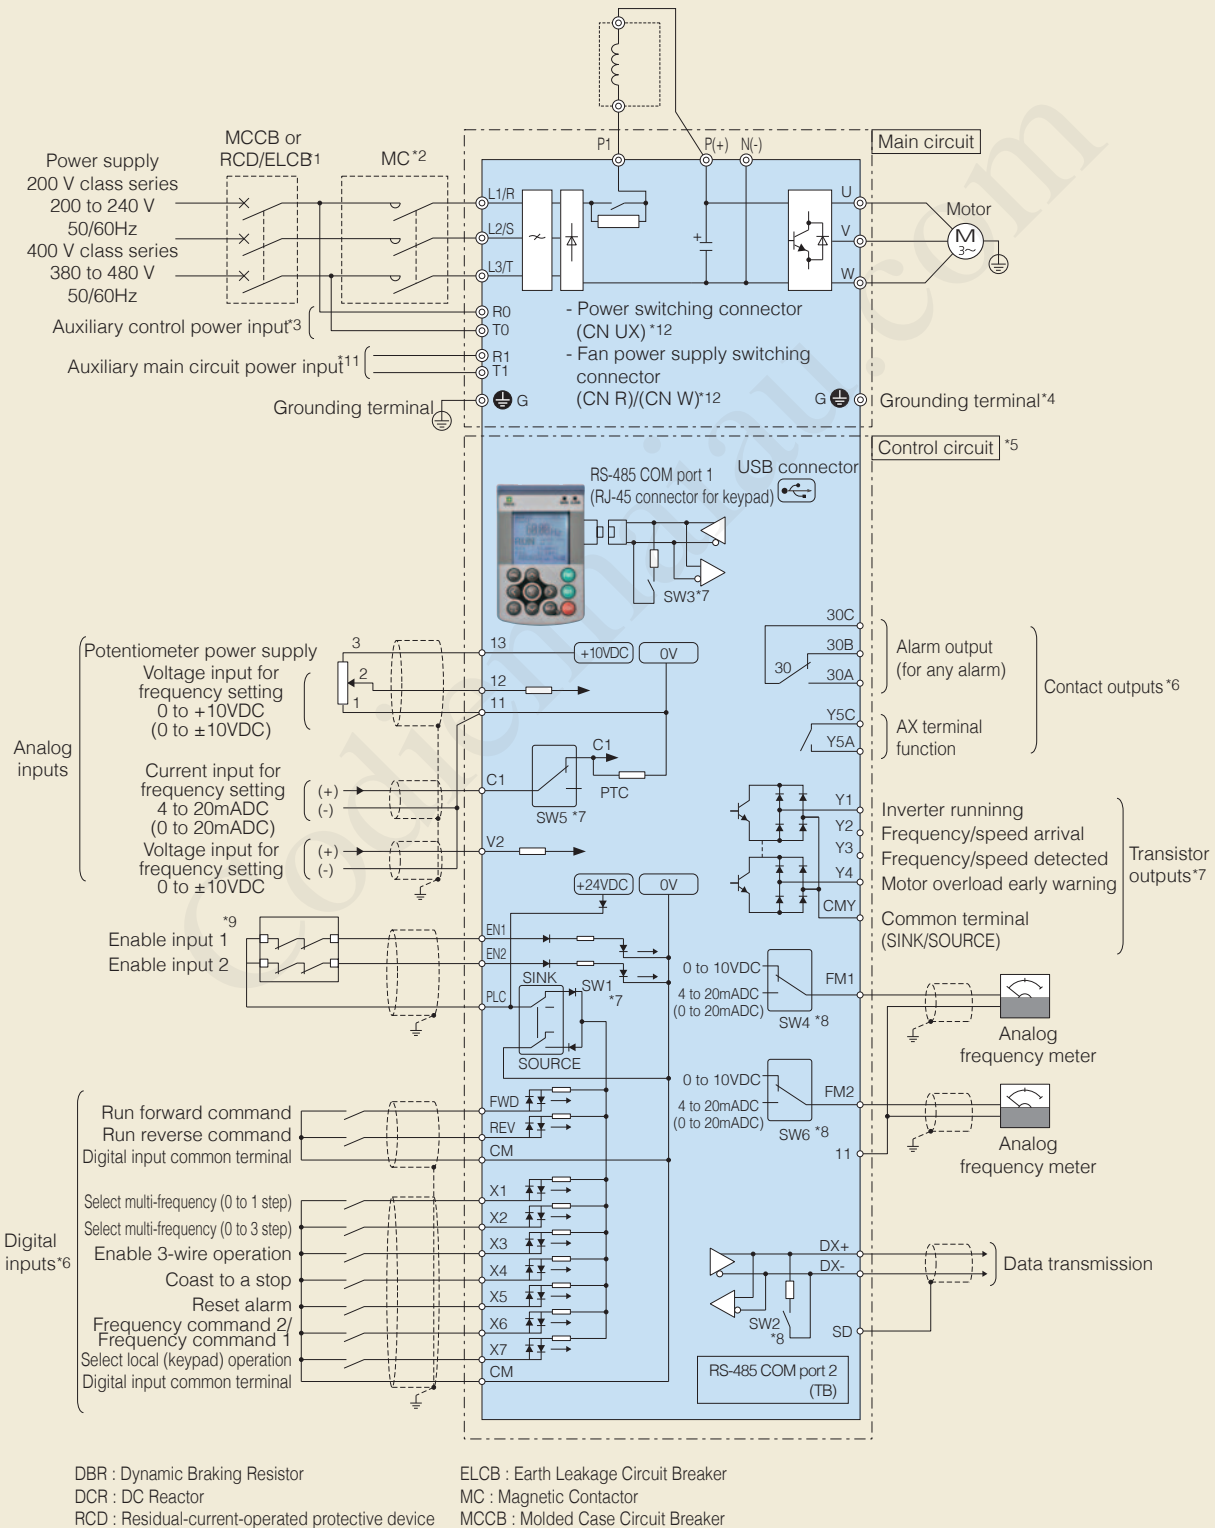 Main circuit
P1
P(+)
N(-)
MCCB or
RCD/ELCB*1
MC*2
Power supply
200 V class series
200 to 240 V
50/60Hz
400 V class series
380 to 480 V
50/60Hz
L1/R
L2/S
L3/T
U
V
W
Motor
M
3~
+
Auxiliary control power input*3
R0
T0
Auxiliary main circuit power input*11
R1
T1
- Power switching connector
(CN UX) *12
- Fan power supply switching
connector
(CN R)/(CN W)*12
Grounding terminal
G
G
Grounding terminal*4
Control circuit *5
RS-485 COM port 1
(RJ-45 connector for keypad)
USB connector
60.00Hz
RUN
SW3*7
30C
30B
30
30A
Alarm output
(for any alarm)
Y5C
Y5A
AX terminal
function
Contact outputs*6
Analog
inputs
Potentiometer power supply
Voltage input for
frequency setting
0 to +10VDC
(0 to ±10VDC)
3
2
1
13
12
11
+10VDC
0V
Current input for
frequency setting
4 to 20mADC
(0 to 20mADC)
(+)
(-)
C1
C1
PTC
SW5 *7
Voltage input for
frequency setting
0 to ±10VDC
(+)
(-)
V2
+24VDC
0V
Y1
Y2
Y3
Y4
CMY
Inverter runinng
Frequency/speed arrival
Frequency/speed detected
Motor overload early warning
Common terminal
(SINK/SOURCE)
Transistor
outputs*7
*9
Enable input 1
Enable input 2
EN1
EN2
PLC
SINK
SW1
*7
SOURCE
0 to 10VDC
4 to 20mADC
(0 to 20mADC)
SW4 *8
FM1
Analog
frequency meter
0 to 10VDC
4 to 20mADC
(0 to 20mADC)
SW6 *8
FM2
11
Analog
frequency meter
Digital
inputs*6
Run forward command
Run reverse command
Digital input common terminal
FWD
REV
CM
Select multi-frequency (0 to 1 step)
Select multi-frequency (0 to 3 step)
Enable 3-wire operation
Coast to a stop
Reset alarm
Frequency command 2/
Frequency command 1
Select local (keypad) operation
Digital input common terminal
X1
X2
X3
X4
X5
X6
X7
CM
DX+
DX-
SD
SW2
*8
Data transmission
RS-485 COM port 2
(TB)
DBR : Dynamic Braking Resistor
DCR : DC Reactor
RCD : Residual-current-operated protective device
ELCB : Earth Leakage Circuit Breaker
MC : Magnetic Contactor
MCCB : Molded Case Circuit Breaker